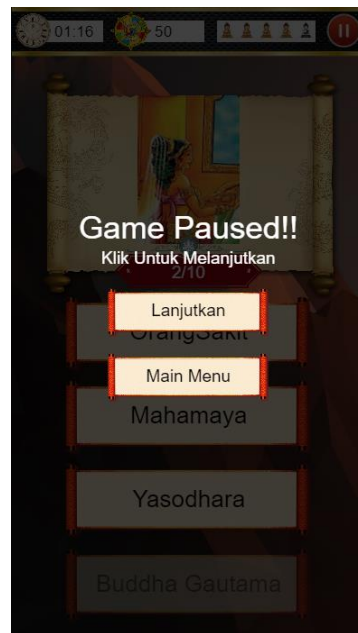 01:16 50
Game Paused!!
Klik Untuk Melanjutkan
2/10
Lanjutkan
OrangSakit
Main Menu
Mahamaya
Yasodhara
Buddha Gautama